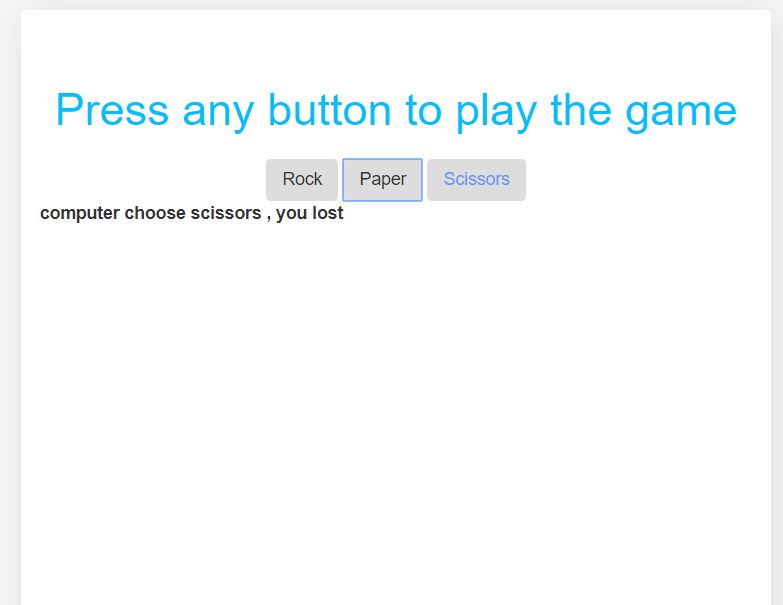 Press any button to play the game
Rock Paper Scissors
computer choose scissors , you lost